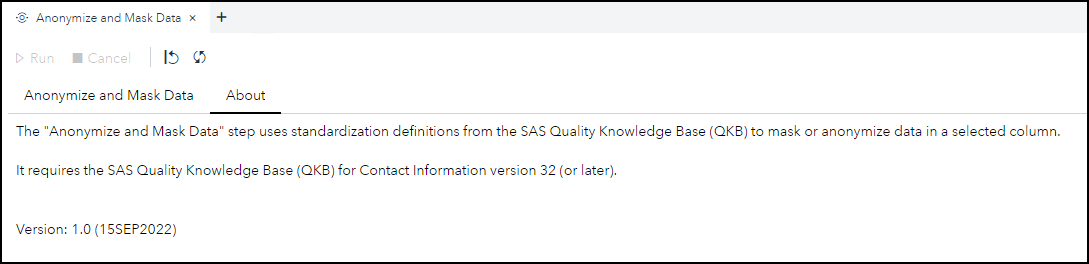 Anonymize and Mask Data × +
Run Cancel
Anonymize and Mask Data About
The "Anonymize and Mask Data" step uses standardization definitions from the SAS Quality Knowledge Base (QKB) to mask or anonymize data in a selected column.
It requires the SAS Quality Knowledge Base (QKB) for Contact Information version 32 (or later).
Version: 1.0 (15SEP2022)